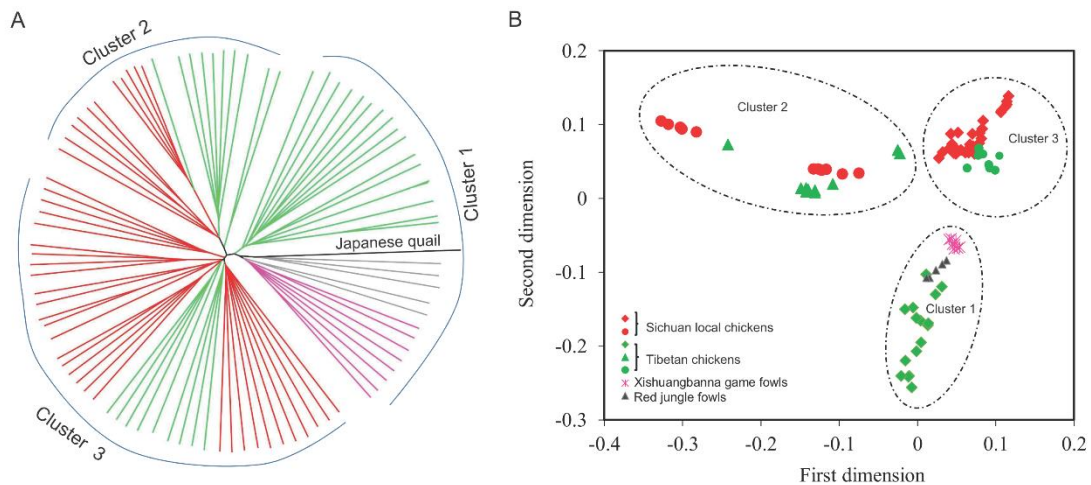 A
Cluster 2
Cluster 1
Japanese quail
Cluster 3
B
0.2
0.1
0
-0.1
-0.2
-0.3
Second dimension
Cluster 2
Cluster 3
Cluster 1
Sichuan local chickens
Tibetan chickens
Xishuangbanna game fowls
Red jungle fowls
-0.4
-0.2
-0.1
0
0.1
0.2
First dimension